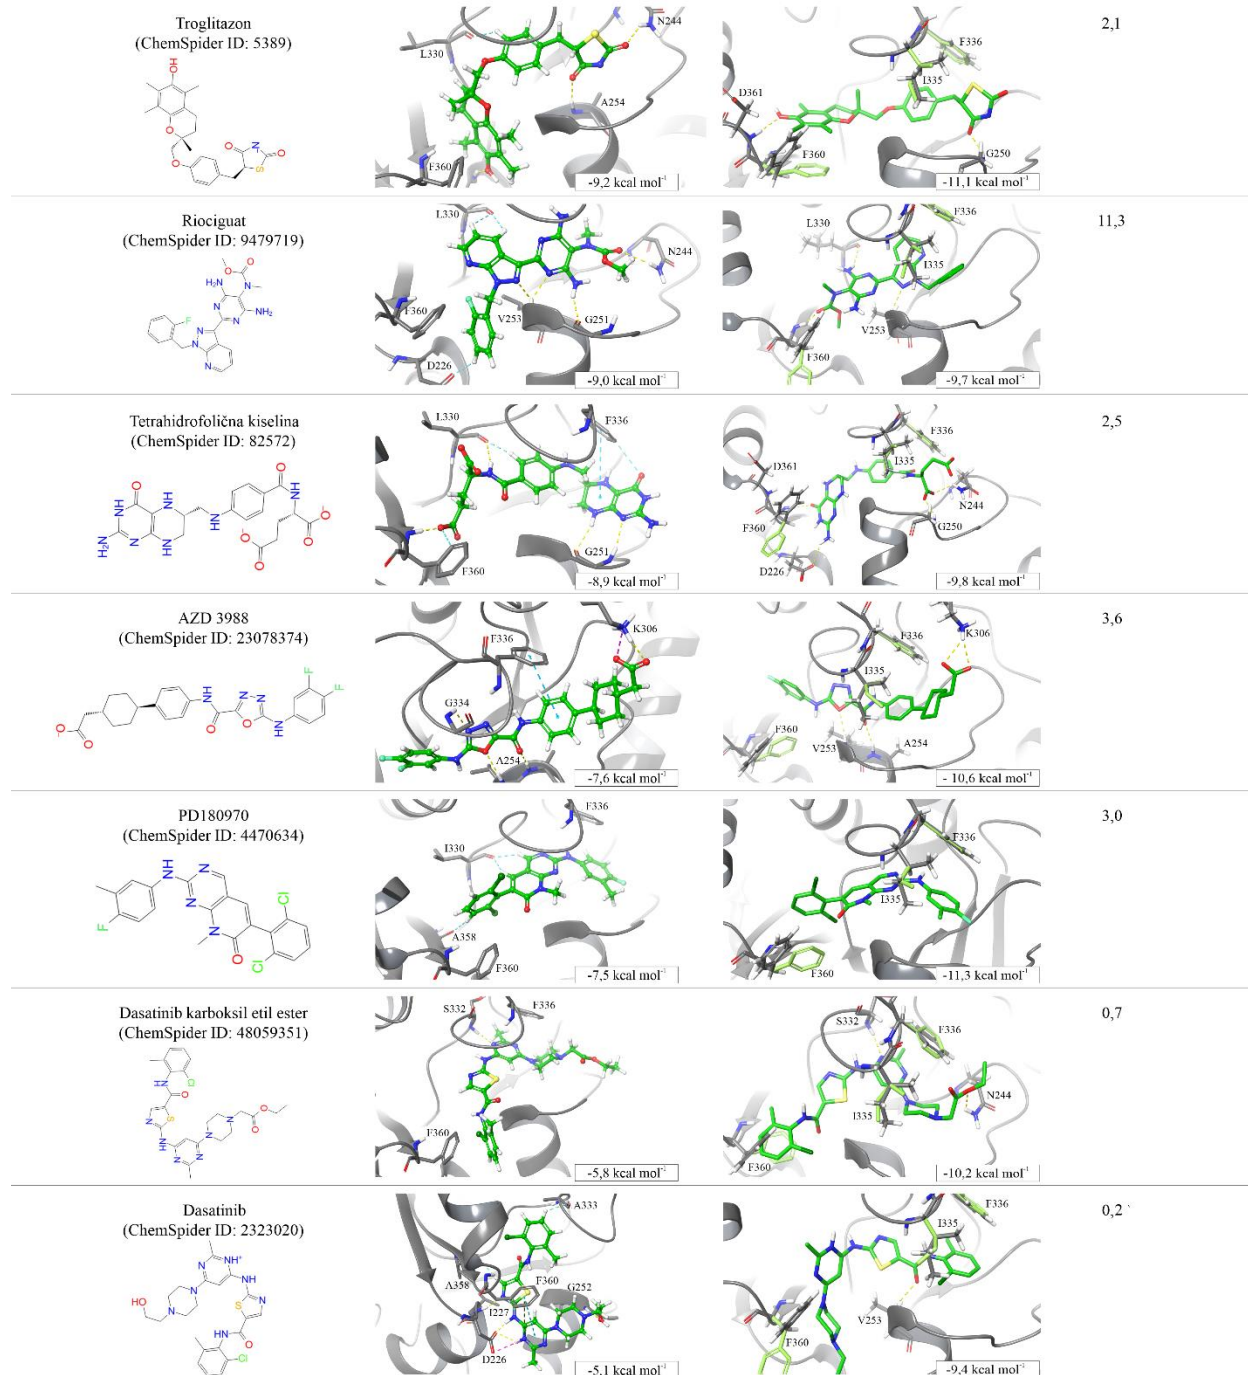 Troglitazon
(ChemSpider ID: 5389)
N244
L330
A254
F360
-9,2 kcal mol⁻¹
F336
I335
D361
F360
G250
-11,1 kcal mol⁻¹
2,1
Riociguat
(ChemSpider ID: 9479719)
L330
N244
F360
V253
G251
D226
-9,0 kcal mol⁻¹
F336
L330
I335
V253
F360
-9,7 kcal mol⁻¹
11,3
Tetrahidrofolična kiselina
(ChemSpider ID: 82572)
L330
F336
G251
F360
-8,9 kcal mol⁻¹
F336
D361
I335
N244
F360
G250
D226
-9,8 kcal mol⁻¹
2,5
AZD 3988
(ChemSpider ID: 23078374)
K306
F336
G334
A254
-7,6 kcal mol⁻¹
K306
F336
I335
F360
V253
A254
- 10,6 kcal mol⁻¹
3,6
PD180970
(ChemSpider ID: 4470634)
F336
I330
A358
F360
-7,5 kcal mol⁻¹
F336
I335
F360
-11,3 kcal mol⁻¹
3,0
Dasatinib karboksil etil ester
(ChemSpider ID: 48059351)
S332
F336
F360
-5,8 kcal mol⁻¹
S332
F336
N244
I335
F360
-10,2 kcal mol⁻¹
0,7
Dasatinib
(ChemSpider ID: 2323020)
A333
A358
F360
G252
I227
D226
-5,1 kcal mol⁻¹
F336
I335
V253
F360
-9,4 kcal mol⁻¹
0,2